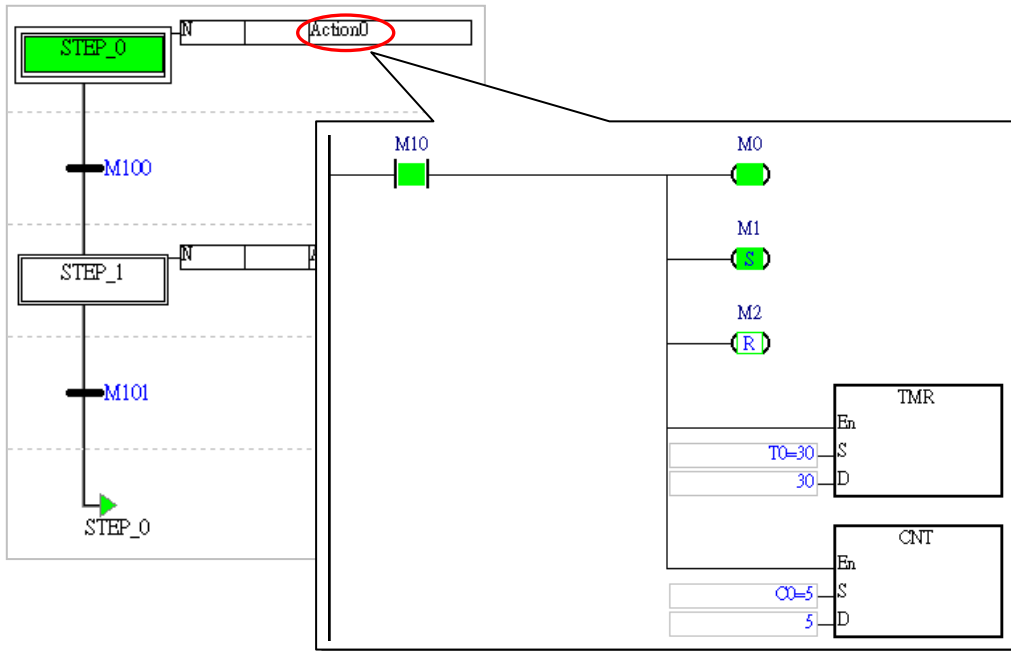 N
Action0
STEP_0
M100
N
STEP_1
M101
STEP_0
M10
M0
M1
S
M2
R
TMR
En
T0=30
S
30
D
CNT
En
C0=5
S
5
D